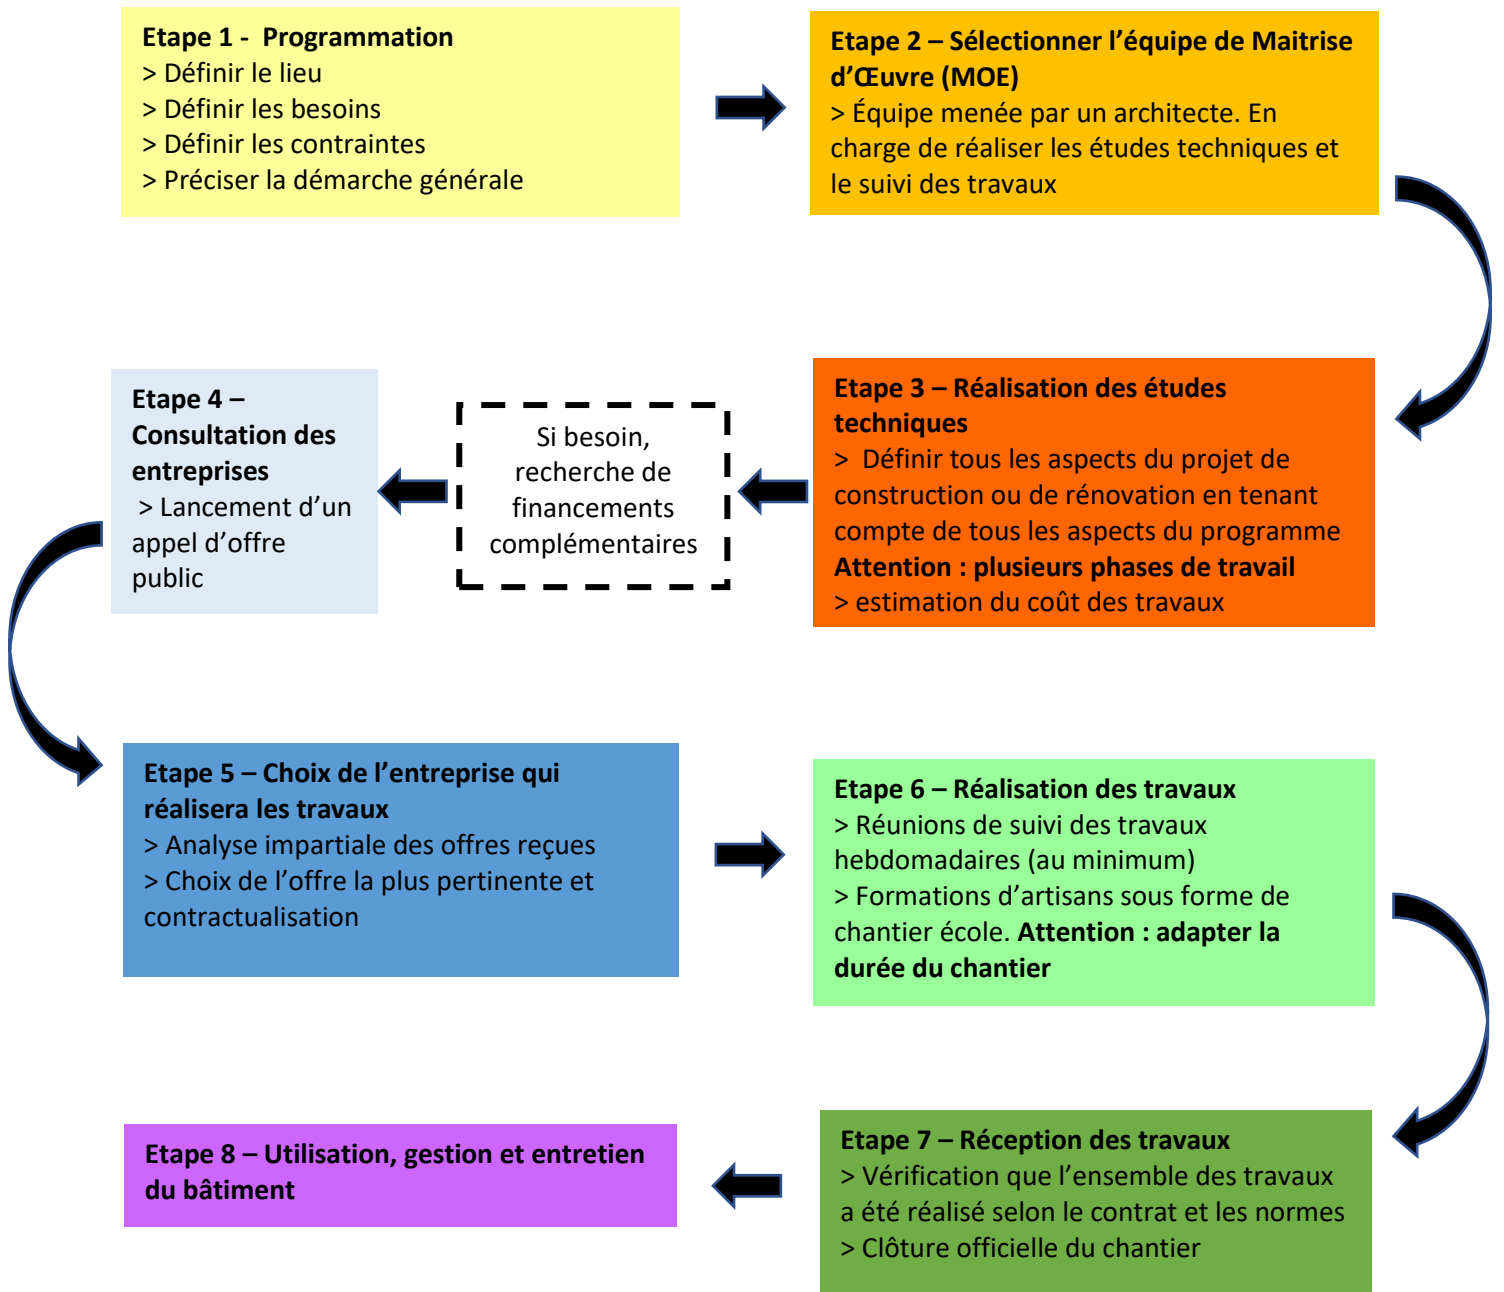 Etape 1 -  Programmation
> Définir le lieu
> Définir les besoins
> Définir les contraintes
> Préciser la démarche générale
Etape 2 – Sélectionner l’équipe de Maitrise
d’Œuvre (MOE)
> Équipe menée par un architecte. En
charge de réaliser les études techniques et
le suivi des travaux
Etape 3 – Réalisation des études
techniques
>  Définir tous les aspects du projet de
construction ou de rénovation en tenant
compte de tous les aspects du programme
Attention : plusieurs phases de travail
> estimation du coût des travaux
Si besoin,
recherche de
financements
complémentaires
Etape 4 –
Consultation des
entreprises
> Lancement d’un
appel d’offre
public
Etape 5 – Choix de l’entreprise qui
réalisera les travaux
> Analyse impartiale des offres reçues
> Choix de l’offre la plus pertinente et
contractualisation
Etape 6 – Réalisation des travaux
> Réunions de suivi des travaux
hebdomadaires (au minimum)
> Formations d’artisans sous forme de
chantier école. Attention : adapter la
durée du chantier
Etape 7 – Réception des travaux
> Vérification que l’ensemble des travaux
a été réalisé selon le contrat et les normes
> Clôture officielle du chantier
Etape 8 – Utilisation, gestion et entretien
du bâtiment